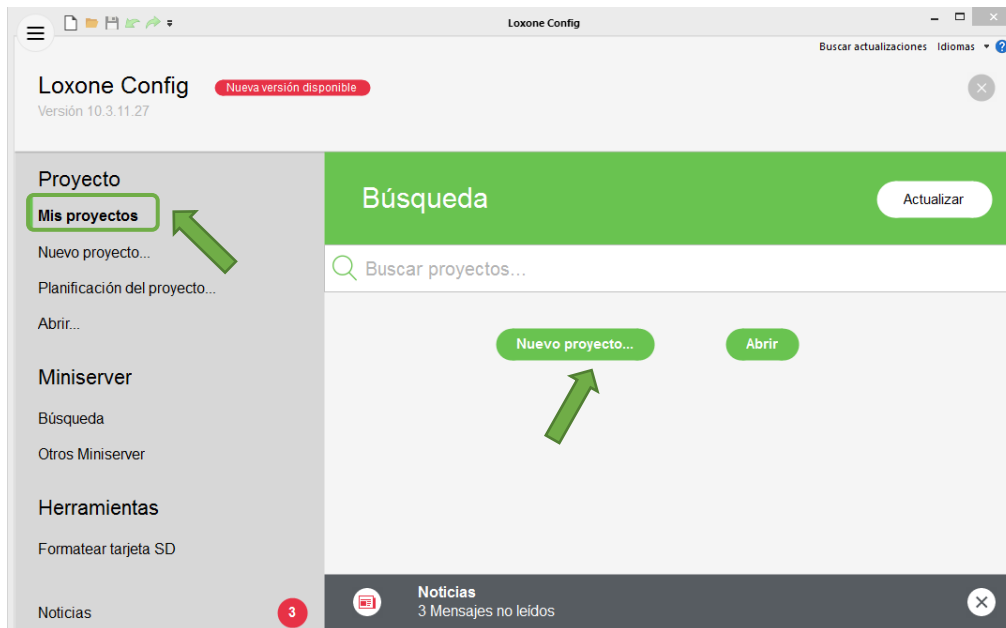 Loxone Config
Buscar actualizaciones Idiomas ?
Loxone Config Nueva versión disponible
Versión 10.3.11.27
Proyecto
Mis proyectos
Nuevo proyecto...
Planificación del proyecto...
Abrir...
Miniserver
Búsqueda
Otros Miniserver
Herramientas
Formatear tarjeta SD
Noticias 3
Búsqueda
Actualizar
Buscar proyectos...
Nuevo proyecto... Abrir
Noticias
3 Mensajes no leídos